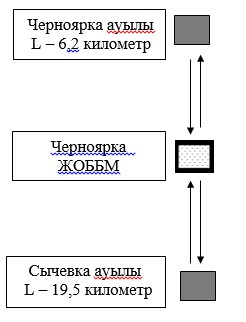 Черноярка ауылы
L – 6,2 километр
Черноярка
ЖОББМ
Сычевка ауылы
L – 19,5 километр